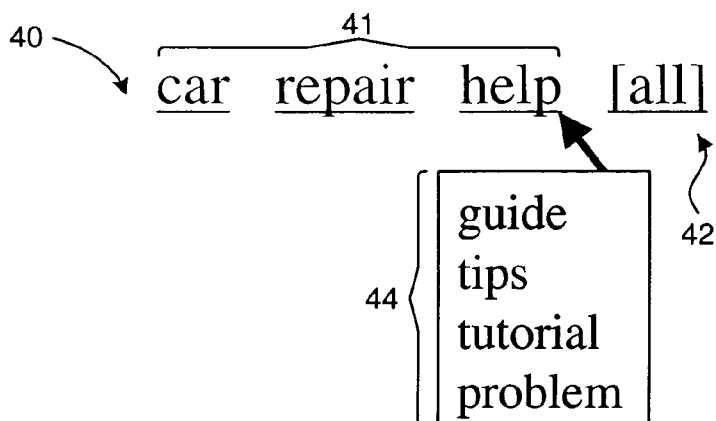 41
40
car repair help [all]
42
guide
tips
44
tutorial
problem